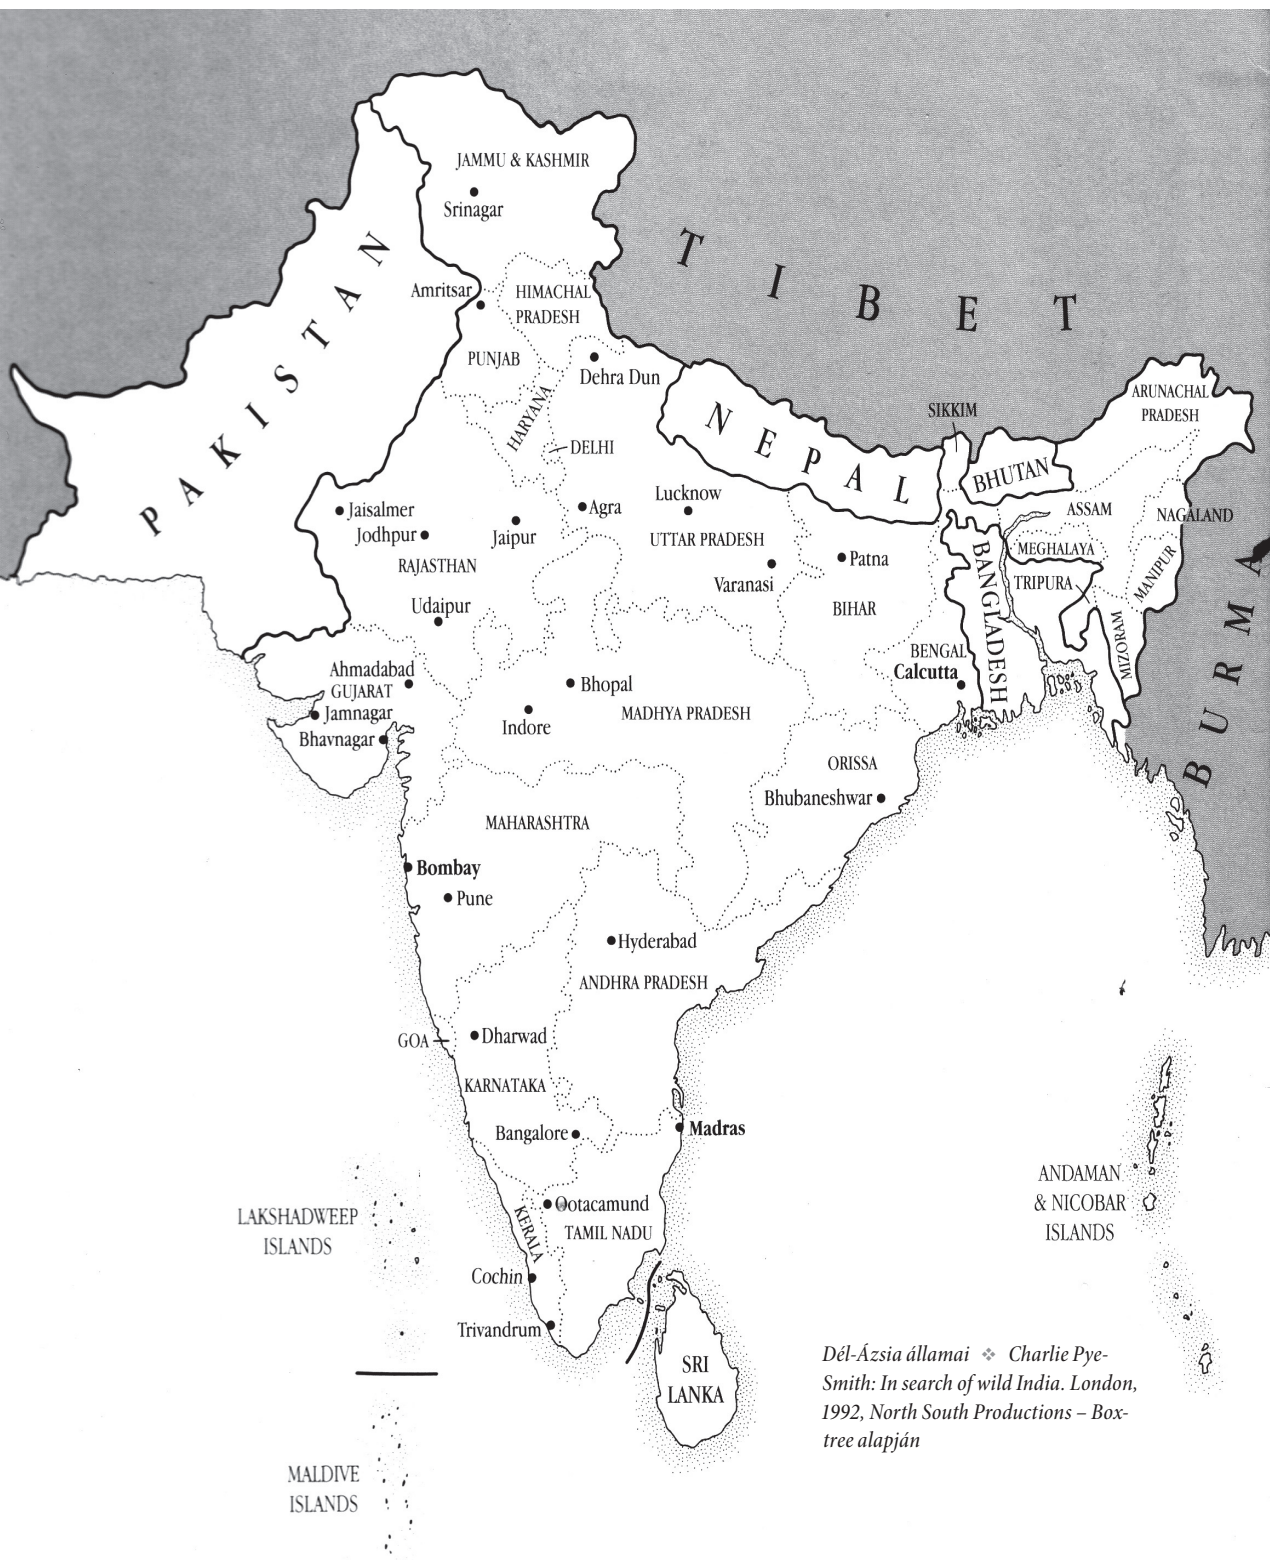 JAMMU & KASHMIR
Srinagar
PAKISTAN
TIBET
Amritsar
HIMACHAL
PRADESH
PUNJAB
Dehra Dun
HARYANA
DELHI
NEPAL
SIKKIM
BHUTAN
ARUNACHAL
PRADESH
Jaisalmer
Jodhpur
Jaipur
Agra
Lucknow
RAJASTHAN
UTTAR PRADESH
Varanasi
Patna
BIHAR
ASSAM
NAGALAND
MEGHALAYA
MANIPUR
TRIPURA
MIZORAM
BANGLADESH
BURMA
Udaipur
BENGAL
Calcutta
Ahmadabad
GUJARAT
Jamnagar
Bhavnagar
Bhopal
Indore
MADHYA PRADESH
ORISSA
Bhubaneshwar
MAHARASHTRA
Bombay
Pune
Hyderabad
ANDHRA PRADESH
GOA
Dharwad
KARNATAKA
Bangalore
Madras
Ootacamund
KERALA
TAMIL NADU
Cochin
Trivandrum
LAKSHADWEEP
ISLANDS
ANDAMAN
& NICOBAR
ISLANDS
SRI
LANKA
MALDIVE
ISLANDS
Dél-Ázsia államai ❖ Charlie Pye-
Smith: In search of wild India. London,
1992, North South Productions – Box-
tree alapján